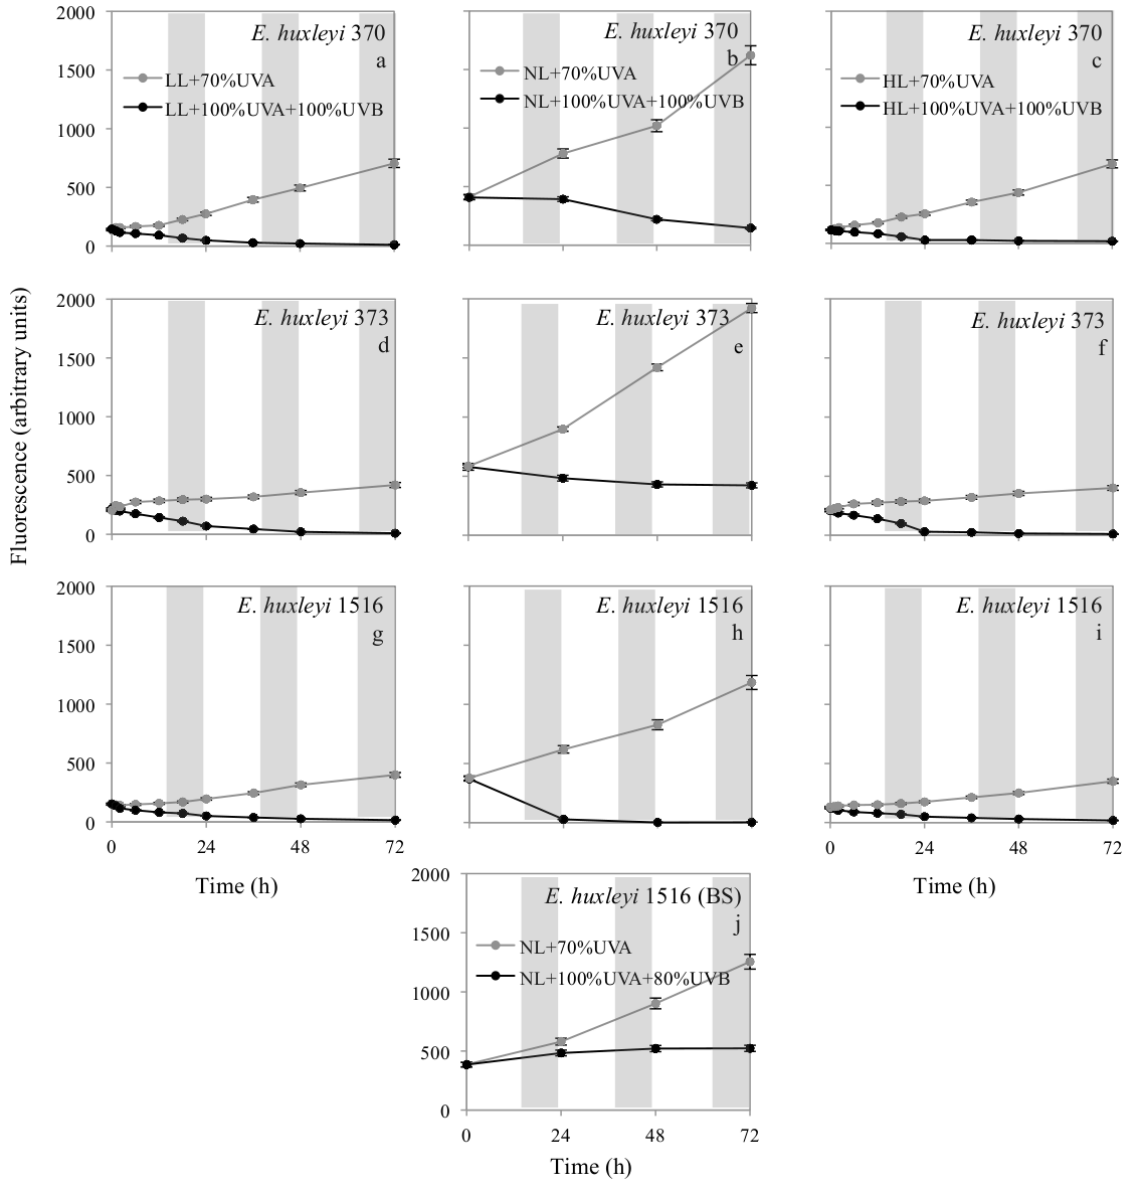 2000
1500
1000
500
0
E. huxleyi 370
a
LL+70%UVA
LL+100%UVA+100%UVB
E. huxleyi 370
b
NL+70%UVA
NL+100%UVA+100%UVB
E. huxleyi 370
c
HL+70%UVA
HL+100%UVA+100%UVB
Fluorescence (arbitrary units)
2000
1500
1000
500
0
E. huxleyi 373
d
E. huxleyi 373
e
E. huxleyi 373
f
2000
1500
1000
500
0
E. huxleyi 1516
g
E. huxleyi 1516
h
E. huxleyi 1516
i
0 24 48 72
Time (h)
0 24 48 72
Time (h)
2000
1500
1000
500
0
E. huxleyi 1516 (BS)
j
NL+70%UVA
NL+100%UVA+80%UVB
0 24 48 72
Time (h)